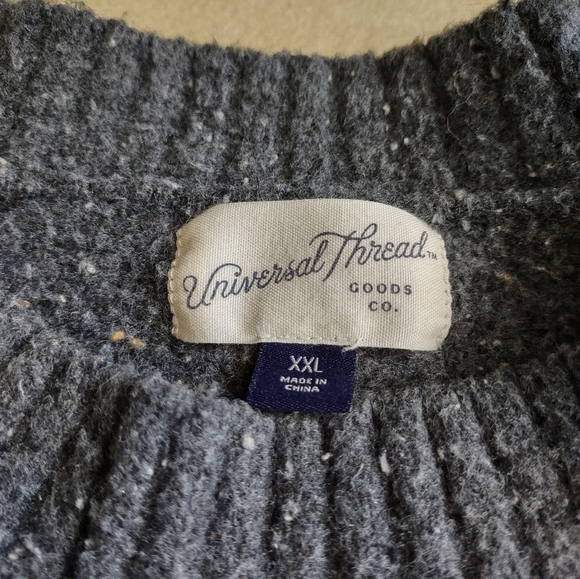 Universal Thread™
GOODS
CO.
XXL
MADE IN
CHINA